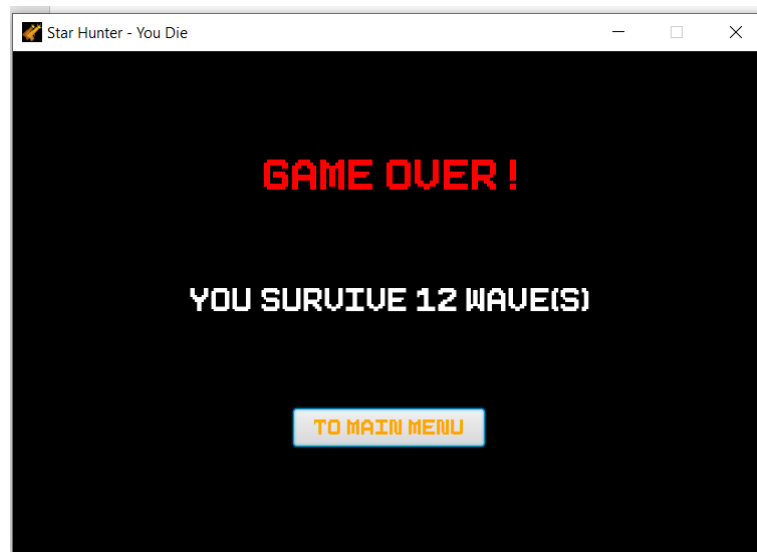 Star Hunter - You Die
GAME OVER !
YOU SURVIVE 12 WAVE(S)
TO MAIN MENU